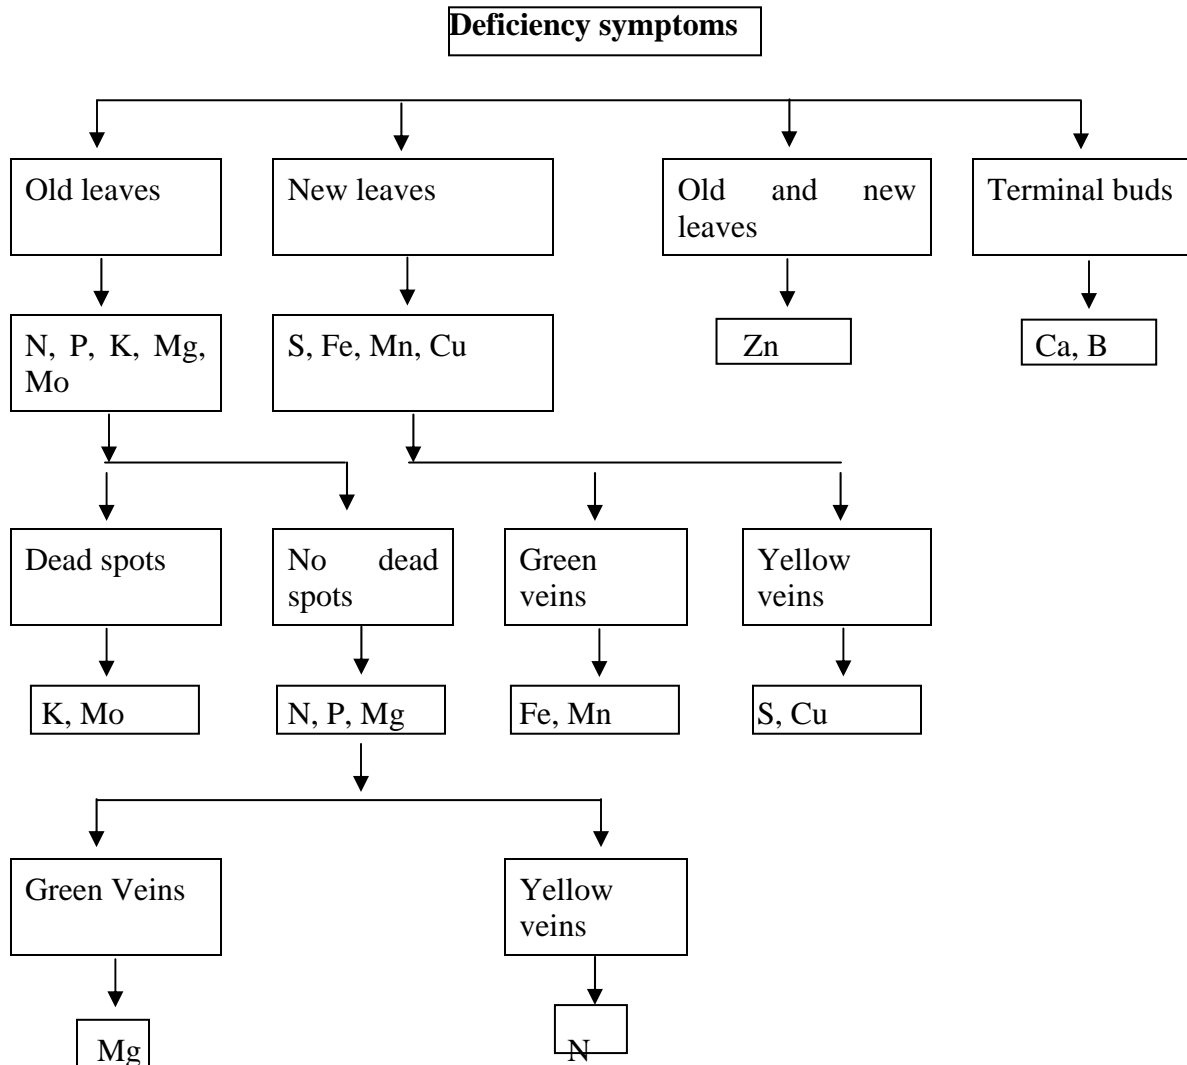 Deficiency symptoms
Old leaves
New leaves
Old and new
leaves
Terminal buds
N, P, K, Mg,
Mo
S, Fe, Mn, Cu
Zn
Ca, B
Dead spots
No dead
spots
Green
veins
Yellow
veins
K, Mo
N, P, Mg
Fe, Mn
S, Cu
Green Veins
Yellow
veins
Mg
N